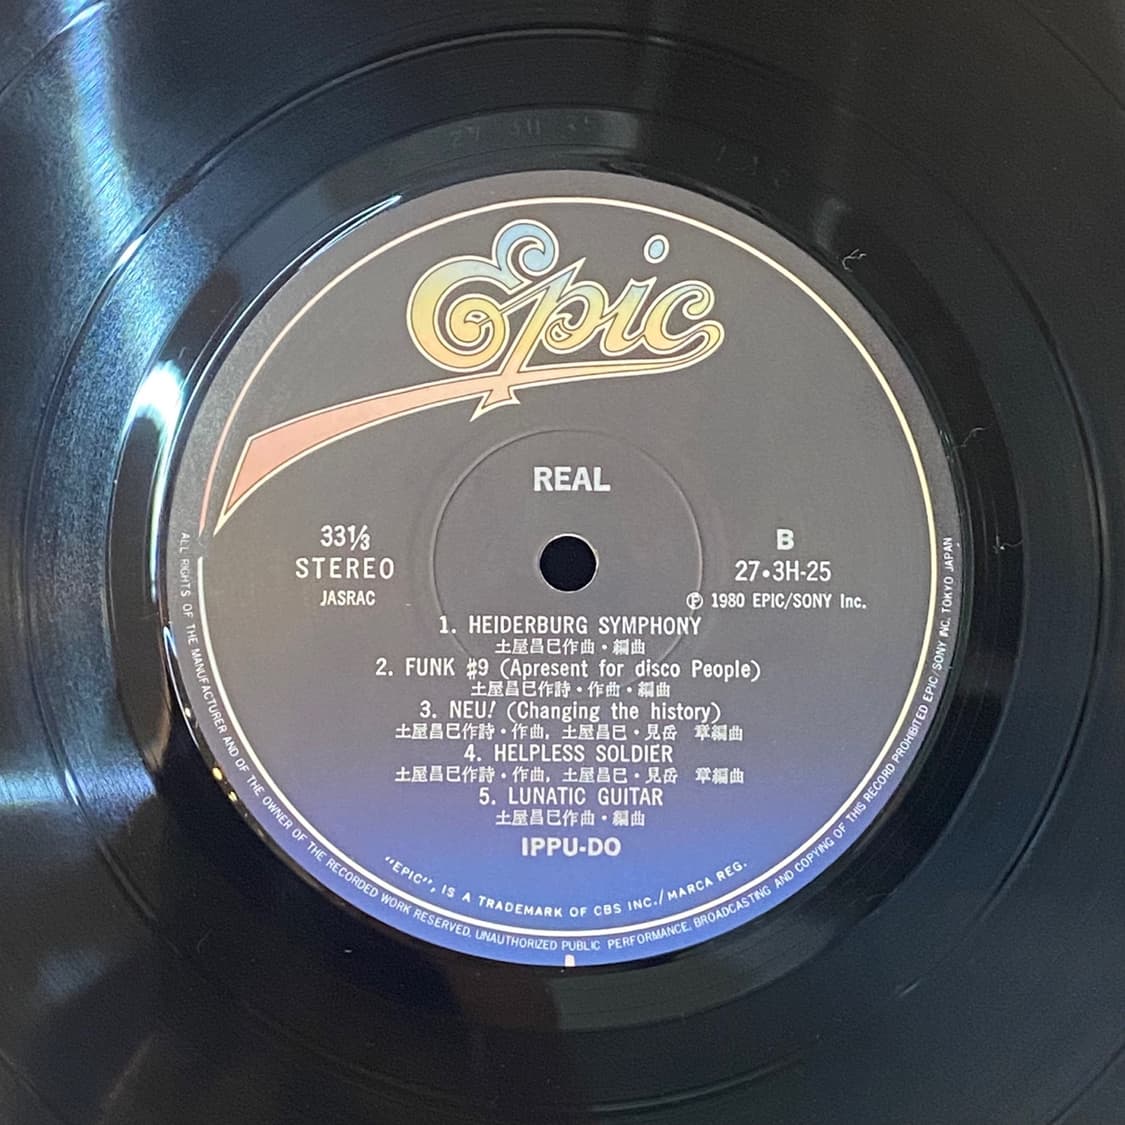 Epic
REAL
33⅓
STEREO
JASRAC
B
27・3H-25
Ⓟ 1980 EPIC/SONY Inc.
1. HEIDERBURG SYMPHONY
土屋昌巳作曲・編曲
2. FUNK ♯9 (Apresent for disco People)
土屋昌巳作詩・作曲・編曲
3. NEU! (Changing the history)
土屋昌巳作詩・作曲, 土屋昌巳・見岳 章編曲
4. HELPLESS SOLDIER
土屋昌巳作詩・作曲, 土屋昌巳・見岳 章編曲
5. LUNATIC GUITAR
土屋昌巳作曲・編曲
IPPU-DO
"EPIC", IS A TRADEMARK OF CBS INC./MARCA REG.
ALL RIGHTS OF THE MANUFACTURER AND OF THE OWNER OF THE RECORDED WORK RESERVED. UNAUTHORIZED PUBLIC PERFORMANCE, BROADCASTING AND COPYING OF THIS RECORD PROHIBITED EPIC/SONY INC. TOKYO JAPAN